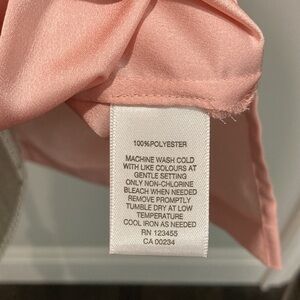 100%POLYESTER
MACHINE WASH COLD
WITH LIKE COLOURS AT
GENTLE SETTING
ONLY NON-CHLORINE
BLEACH WHEN NEEDED
REMOVE PROMPTLY
TUMBLE DRY AT LOW
TEMPERATURE
COOL IRON AS NEEDED
RN 123455
CA 00234